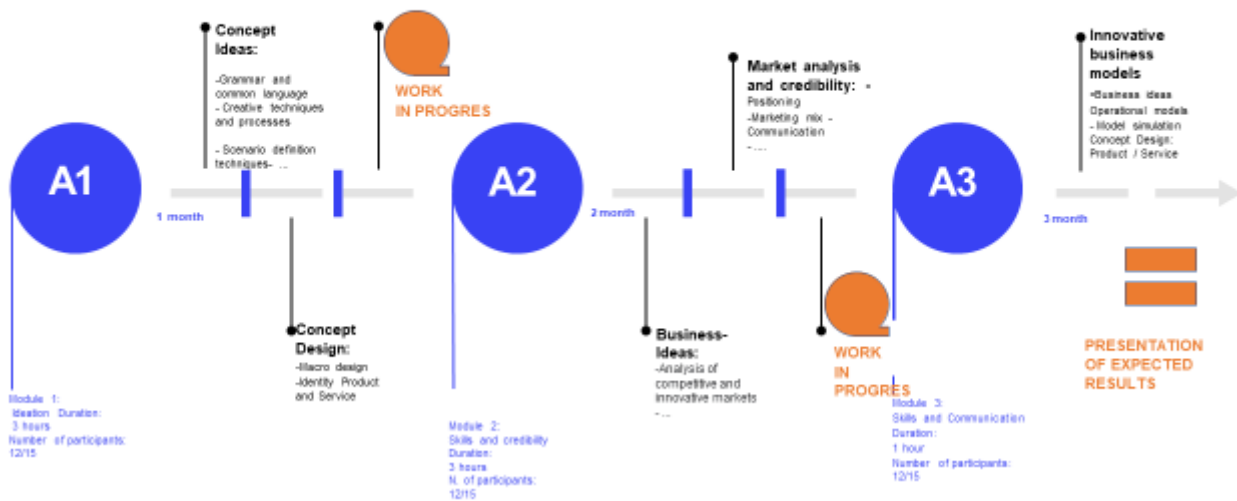 Concept
Ideas:
-Grammar and
common language
- Creative techniques
and processes
- Scenario definition
techniques- ...
WORK
IN PROGRES
A1
1 month
Concept
Design:
-Macro design
-Identity Product
and Service
Module 1:
Ideation Duration:
3 hours
Number of participants:
12/15
A2
2 month
Market analysis
and credibility: -
Positioning
-Marketing mix -
Communication
-....
Business-
Ideas:
-Analysis of
competitive and
innovative markets
-...
WORK
IN
PROGRES
Module 2:
Skills and credibility
Duration:
3 hours
N. of participants:
12/15
A3
3 month
Innovative
business
models
-Business ideas
Operational models
- Model simulation
Concept Design:
Product / Service
PRESENTATION
OF EXPECTED
RESULTS
Module 3:
Skills and Communication
Duration:
1 hour
Number of participants:
12/15